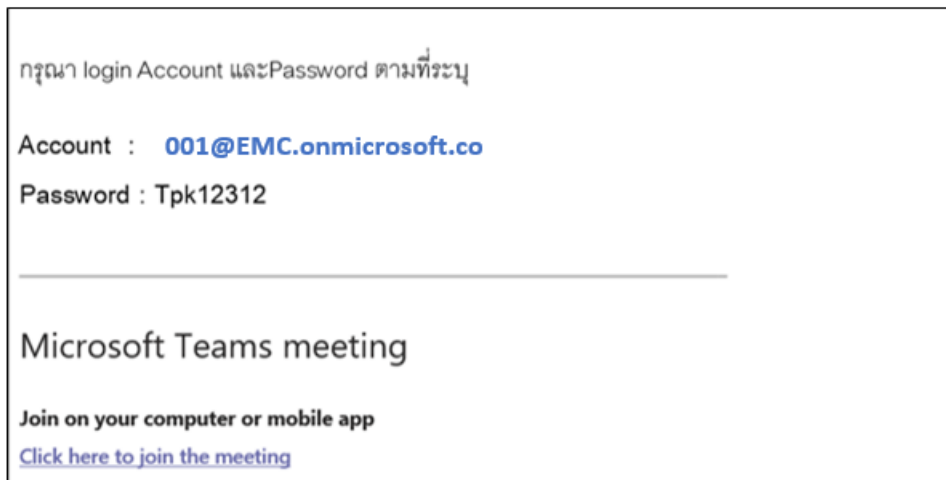 กรุณา login Account และPassword ตามที่ระบุ
Account : 001@EMC.onmicrosoft.co
Password : Tpk12312
Microsoft Teams meeting
Join on your computer or mobile app
Click here to join the meeting